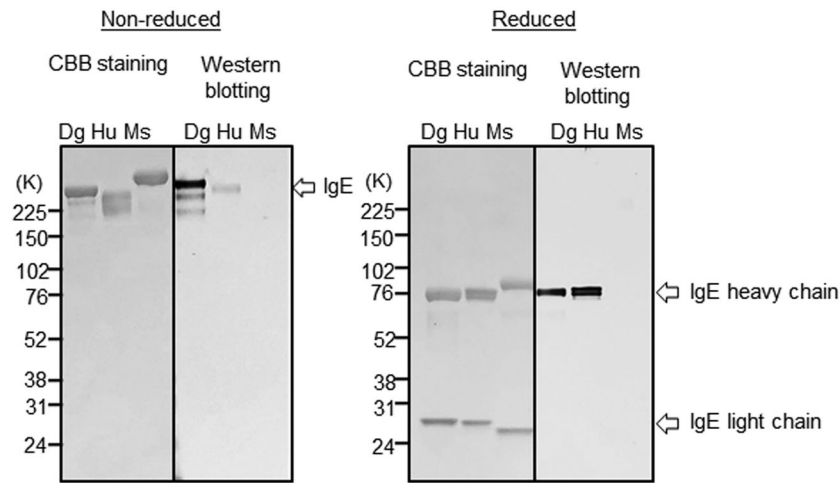 Non-reduced
CBB staining
Western
blotting
Dg Hu Ms
Dg Hu Ms
(K)
225
150
102
76
52
38
31
24
IgE
Reduced
CBB staining
Western
blotting
Dg Hu Ms
Dg Hu Ms
(K)
225
150
102
76
52
38
31
24
IgE heavy chain
IgE light chain